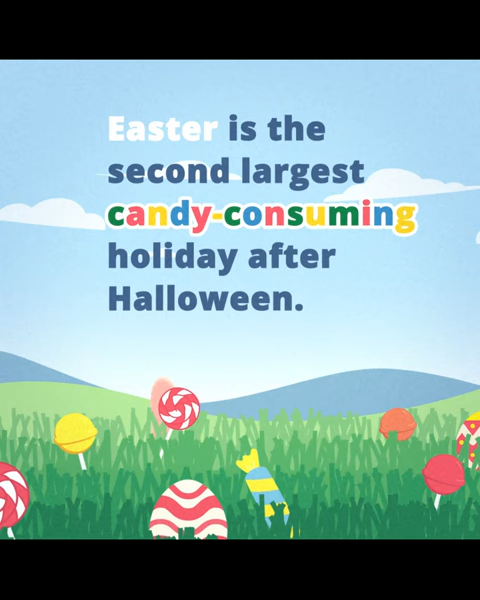 Easter is the
second largest
candy-consuming
holiday after
Halloween.